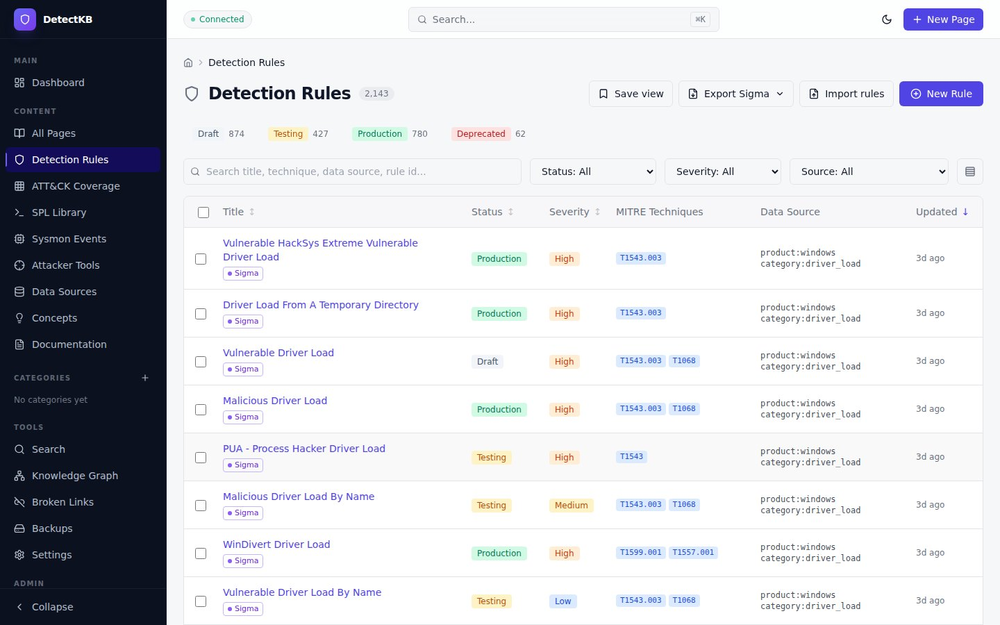 DetectKB
Connected
Search...
⌘K
New Page
MAIN
Dashboard
CONTENT
All Pages
Detection Rules
ATT&CK Coverage
SPL Library
Sysmon Events
Attacker Tools
Data Sources
Concepts
Documentation
CATEGORIES
No categories yet
TOOLS
Search
Knowledge Graph
Broken Links
Backups
Settings
ADMIN
Collapse
Detection Rules
Detection Rules 2,143
Save view
Export Sigma
Import rules
New Rule
Draft 874 Testing 427 Production 780 Deprecated 62
Search title, technique, data source, rule id...
Status: All
Severity: All
Source: All
Title Status Severity MITRE Techniques Data Source Updated
Vulnerable HackSys Extreme Vulnerable
Driver Load
Sigma
Production High T1543.003
product:windows
category:driver_load
3d ago
Driver Load From A Temporary Directory
Sigma
Production High T1543.003
product:windows
category:driver_load
3d ago
Vulnerable Driver Load
Sigma
Draft High T1543.003 T1068
product:windows
category:driver_load
3d ago
Malicious Driver Load
Sigma
Production High T1543.003 T1068
product:windows
category:driver_load
3d ago
PUA - Process Hacker Driver Load
Sigma
Testing High T1543
product:windows
category:driver_load
3d ago
Malicious Driver Load By Name
Sigma
Testing Medium T1543.003 T1068
product:windows
category:driver_load
3d ago
WinDivert Driver Load
Sigma
Production High T1599.001 T1557.001
product:windows
category:driver_load
3d ago
Vulnerable Driver Load By Name
Sigma
Testing Low T1543.003 T1068
product:windows
category:driver_load
3d ago